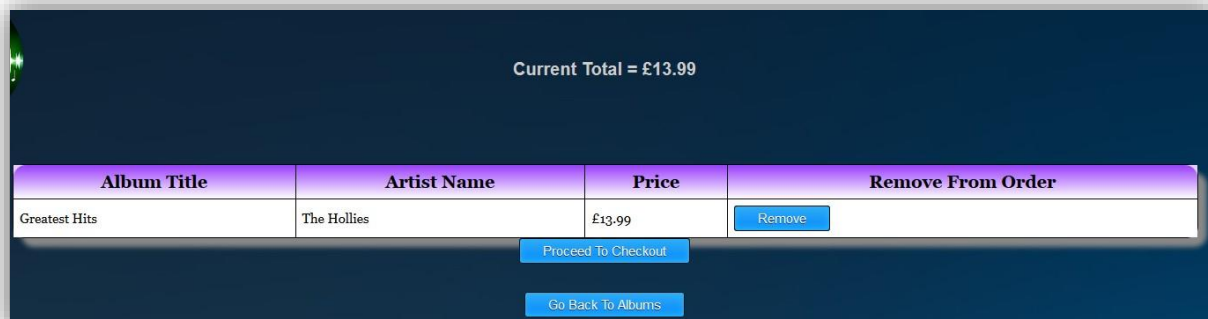 Current Total = £13.99
Album Title Artist Name Price Remove From Order
Greatest Hits The Hollies £13.99 Remove
Proceed To Checkout
Go Back To Albums